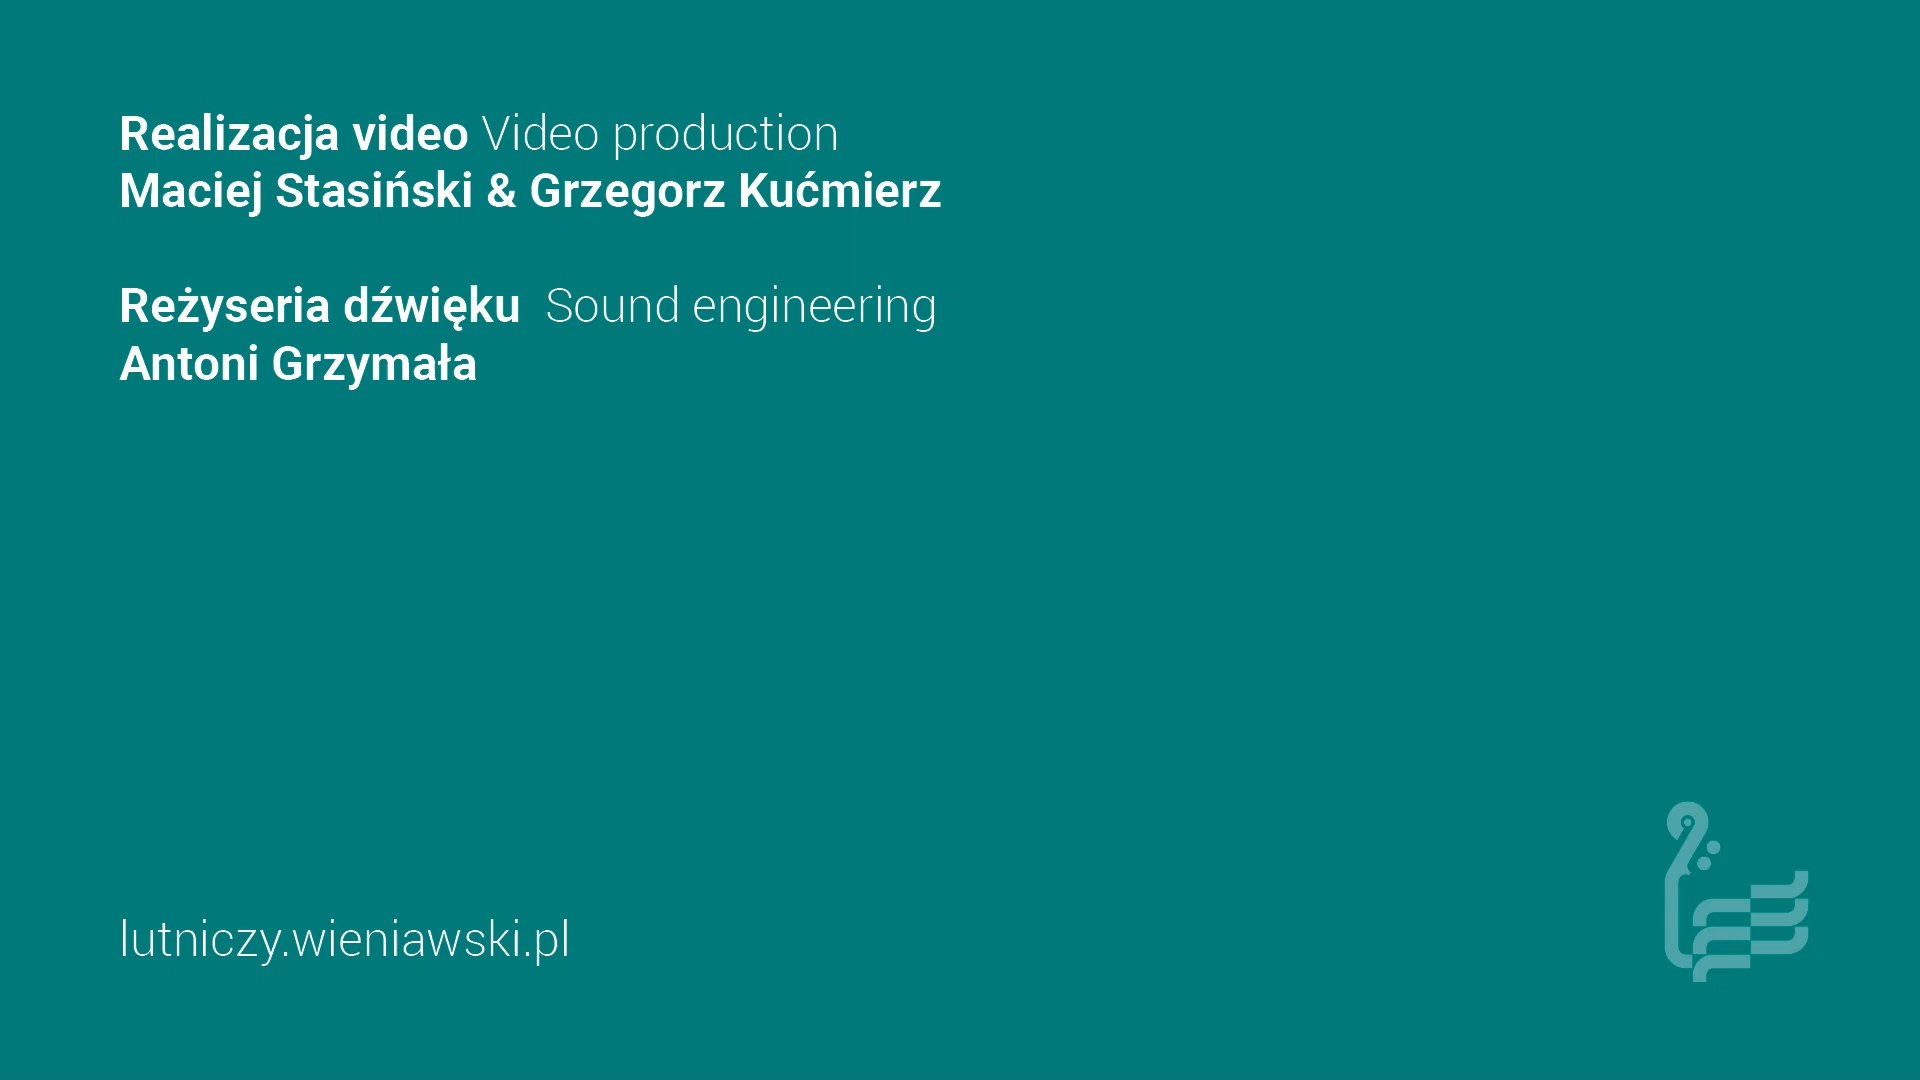 Realizacja video Video production
Maciej Stasiński & Grzegorz Kućmierz
Reżyseria dźwięku  Sound engineering
Antoni Grzymała
lutniczy.wieniawski.pl